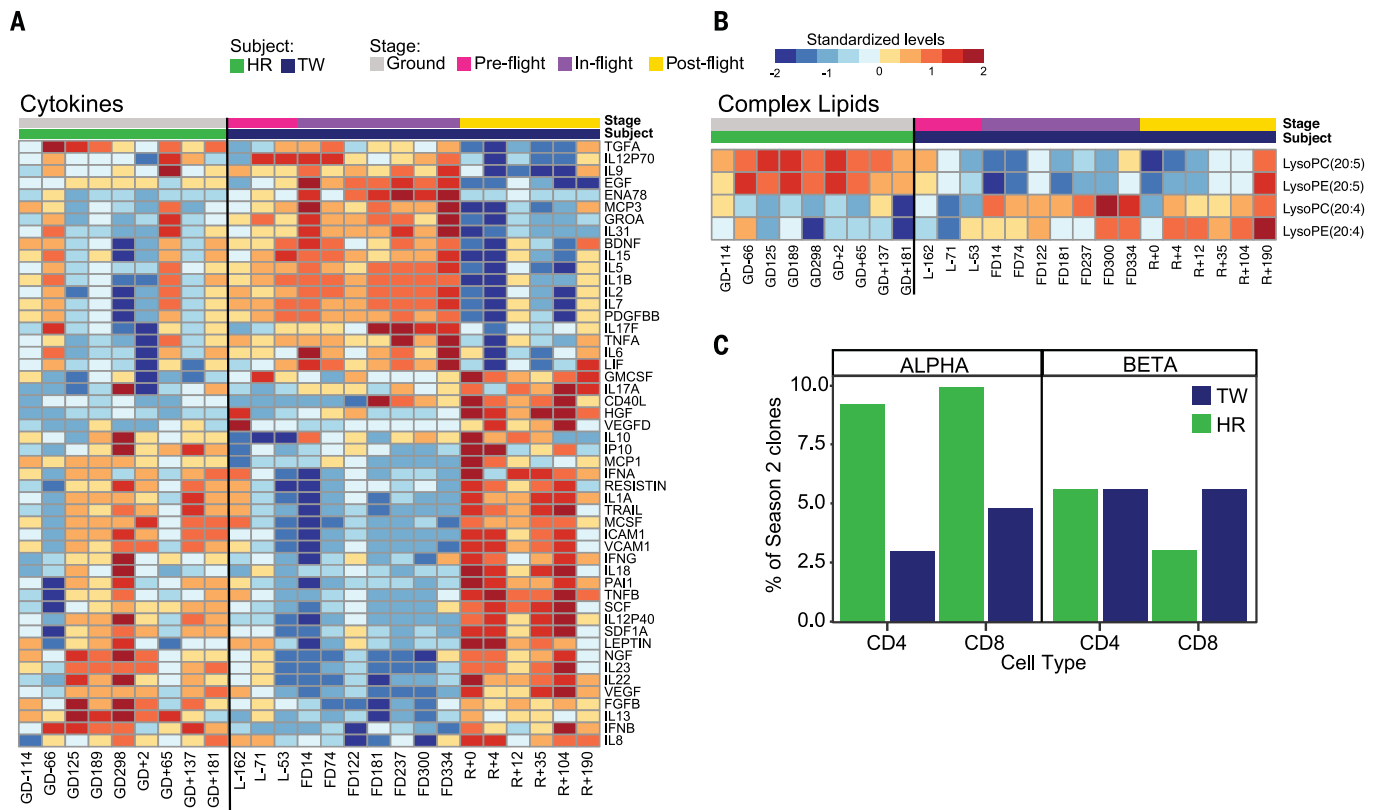 A
B
Subject:
HR TW
Stage:
Ground Pre-flight In-flight Post-flight
Standardized levels
-2 -1 0 1 2
Cytokines
Stage
Subject
TGFA
IL12P70
IL9
EGF
ENA78
MCP3
GROA
IL31
BDNF
IL15
IL5
IL1B
IL2
IL7
PDGFBB
IL17F
TNFA
IL6
LIF
GMCSF
IL17A
CD40L
HGF
VEGFD
IL10
IP10
MCP1
IFNA
RESISTIN
IL1A
TRAIL
MCSF
ICAM1
VCAM1
IFNG
IL18
PAI1
TNFB
SCF
IL12P40
SDF1A
LEPTIN
NGF
IL23
IL22
VEGF
FGFB
IL13
IFNB
IL8
GD-114 GD-66 GD125 GD189 GD298 GD+2 GD+65 GD+137 GD+181 L-162 L-71 L-53 FD14 FD74 FD122 FD181 FD237 FD300 FD334 R+0 R+4 R+12 R+35 R+104 R+190
Complex Lipids
Stage
Subject
LysoPC(20:5)
LysoPE(20:5)
LysoPC(20:4)
LysoPE(20:4)
GD-114 GD-66 GD125 GD189 GD298 GD+2 GD+65 GD+137 GD+181 L-162 L-71 L-53 FD14 FD74 FD122 FD181 FD237 FD300 FD334 R+0 R+4 R+12 R+35 R+104 R+190
C
ALPHA BETA
TW
HR
% of Season 2 clones
10.0
7.5
5.0
2.5
0.0
CD4 CD8 CD4 CD8
Cell Type